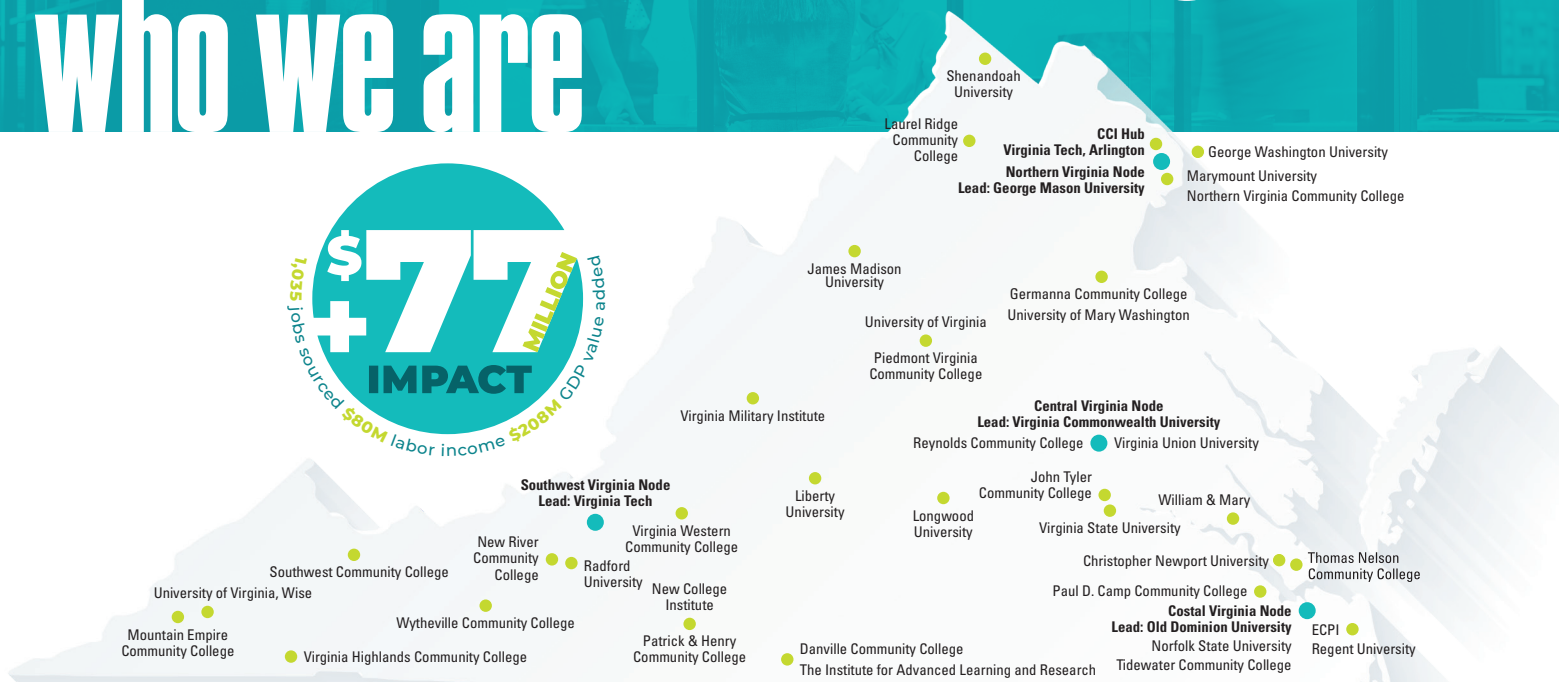 who we are
Shenandoah
University
Laurel Ridge
Community
College
CCI Hub
Virginia Tech, Arlington
Northern Virginia Node
Lead: George Mason University
George Washington University
Marymount University
Northern Virginia Community College
$
+77
MILLION
IMPACT
1,035 jobs sourced $80M labor income $208M GDP value added
James Madison
University
Germanna Community College
University of Mary Washington
University of Virginia
Piedmont Virginia
Community College
Virginia Military Institute
Central Virginia Node
Lead: Virginia Commonwealth University
Reynolds Community College
Virginia Union University
Southwest Virginia Node
Lead: Virginia Tech
Liberty
University
Longwood
University
John Tyler
Community College
Virginia State University
William & Mary
Virginia Western
Community College
New River
Community
College
Radford
University
Southwest Community College
Christopher Newport University
Thomas Nelson
Community College
University of Virginia, Wise
Mountain Empire
Community College
Wytheville Community College
New College
Institute
Patrick & Henry
Community College
Paul D. Camp Community College
Costal Virginia Node
Lead: Old Dominion University
Norfolk State University
Tidewater Community College
ECPI
Regent University
Virginia Highlands Community College
Danville Community College
The Institute for Advanced Learning and Research